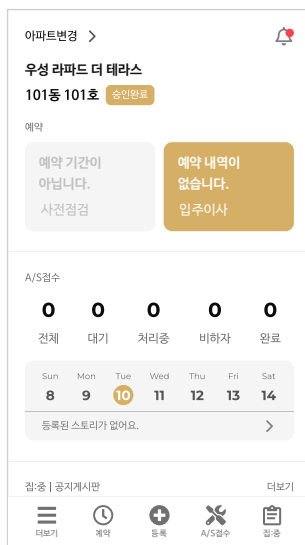 아파트변경
우성 라파드 더 테라스
101동 101호 승인완료
예약
예약 기간이
아닙니다.
사전점검
예약 내역이
없습니다.
입주이사
A/S접수
0 0 0 0 0
전체 대기 처리중 비하자 완료
Sun Mon Tue Wed Thu Fri Sat
8 9 10 11 12 13 14
등록된 스토리가 없어요.
집:중 | 공지게시판 더보기
더보기 예약 등록 A/S접수 집:중